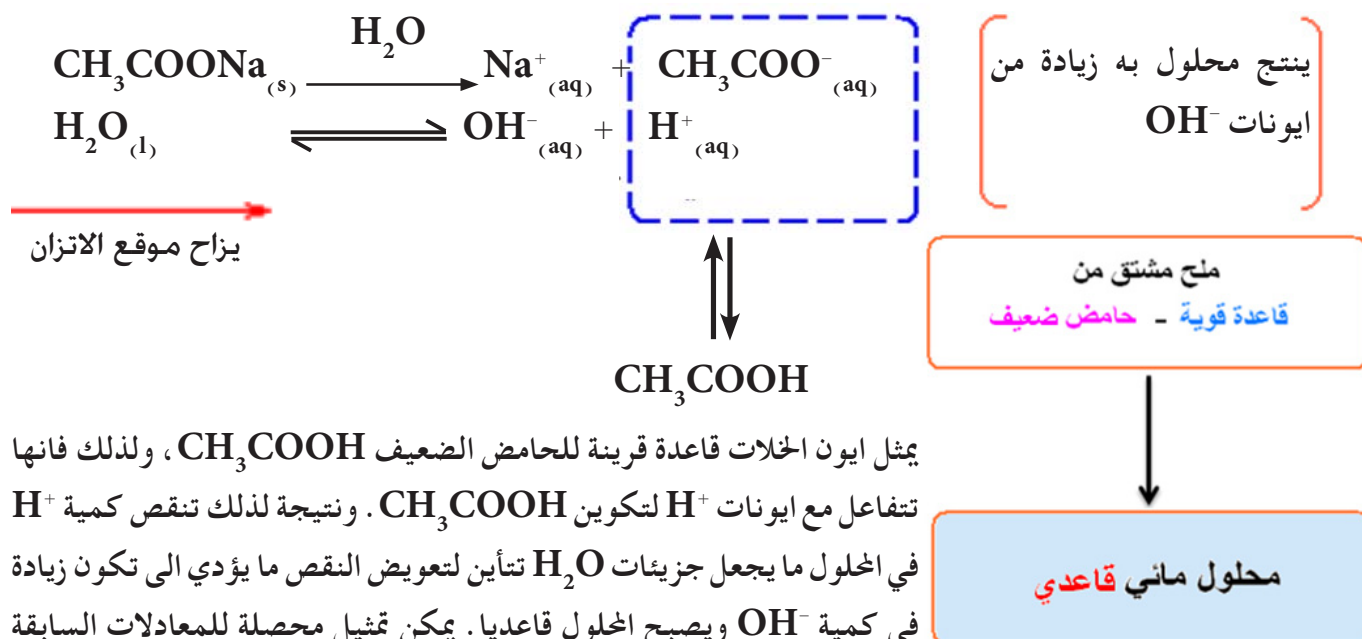 CH₃COONa₍ₛ₎ H₂O Na⁺₍aq₎ + CH₃COO⁻₍aq₎
H₂O₍l₎ OH⁻₍aq₎ + H⁺₍aq₎
ينتج محلول به زيادة من
ايونات OH⁻
يزاح موقع الاتزان
CH₃COOH
ملح مشتق من
قاعدة قوية - حامض ضعيف
محلول مائي قاعدي
يمثل ايون الخلات قاعدة قرينة للحامض الضعيف CH₃COOH، ولذلك فانها
تتفاعل مع ايونات H⁺ لتكوين CH₃COOH. ونتيجة لذلك تنقص كمية H⁺
في المحلول ما يجعل جزيئات H₂O تتأين لتعويض النقص ما يؤدي الى تكون زيادة
في كمية OH⁻ ويصبح المحلول قاعديا. يمكن تمثيل محصلة للمعادلات السابقة